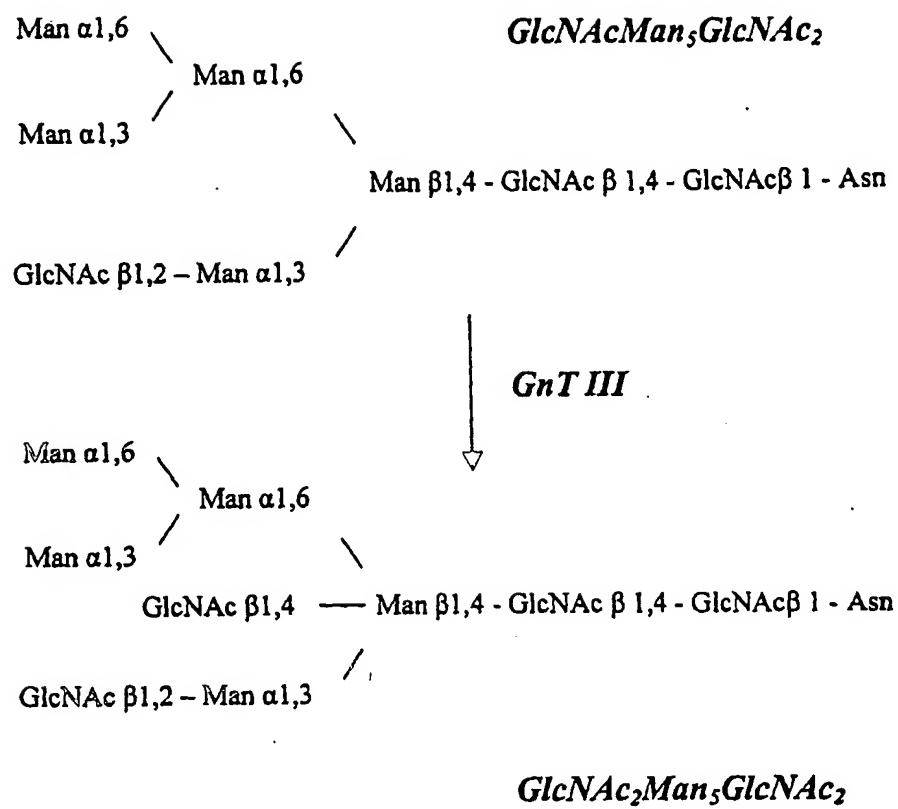 Man α1,6
GlcNAcMan₅GlcNAc₂
Man α1,6
Man α1,3
Man β1,4 - GlcNAc β 1,4 - GlcNAcβ 1 - Asn
GlcNAc β1,2 – Man α1,3
GnT III
Man α1,6
Man α1,6
Man α1,3
GlcNAc β1,4 — Man β1,4 - GlcNAc β 1,4 - GlcNAcβ 1 - Asn
GlcNAc β1,2 – Man α1,3
GlcNAc₂Man₅GlcNAc₂